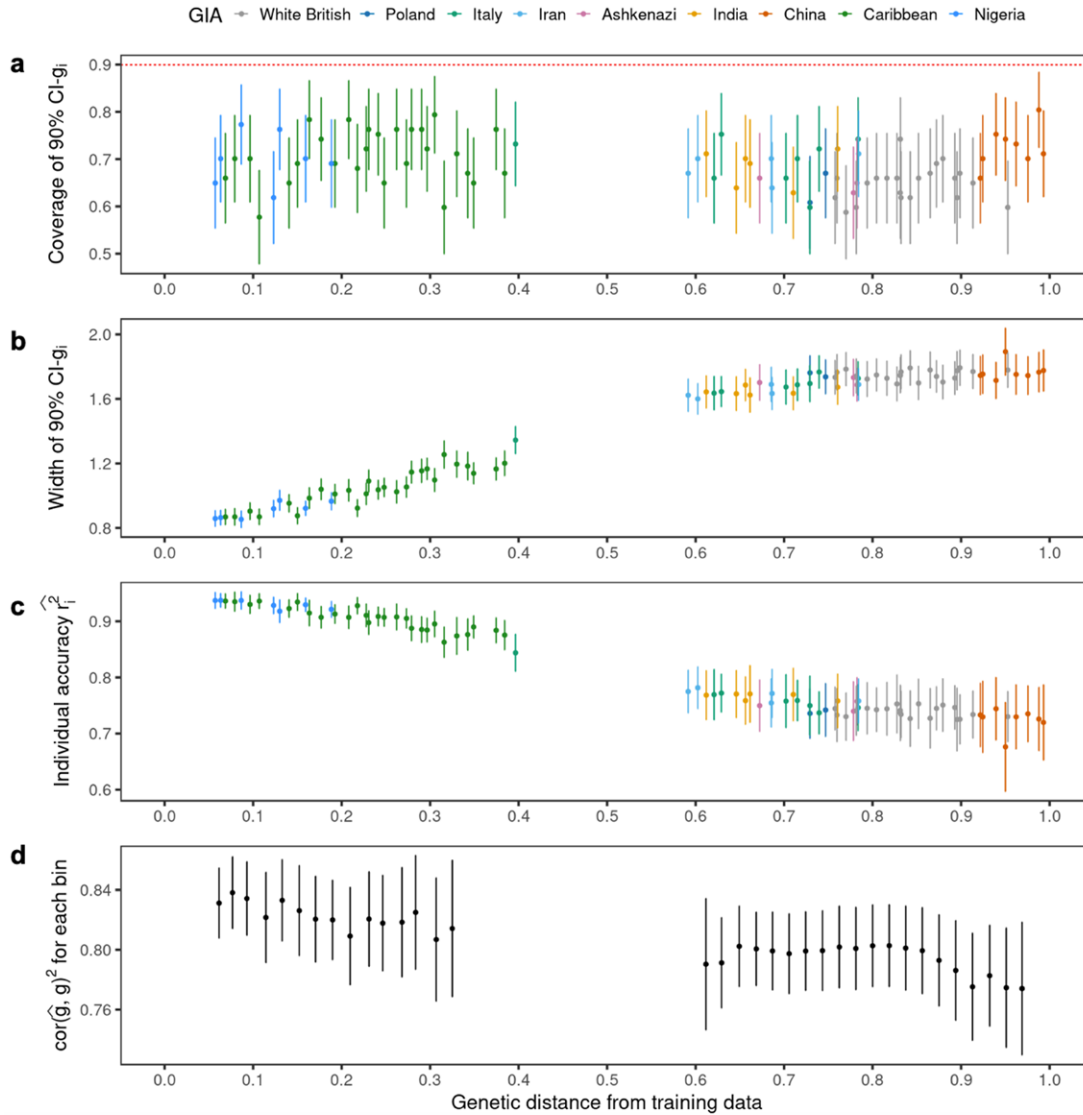 GIA White British Poland Italy Iran Ashkenazi India China Caribbean Nigeria
a
Coverage of 90% CI-gᵢ
0.9
0.8
0.7
0.6
0.5
0.0 0.1 0.2 0.3 0.4 0.5 0.6 0.7 0.8 0.9 1.0
b
Width of 90% CI-gᵢ
2.0
1.6
1.2
0.8
0.0 0.1 0.2 0.3 0.4 0.5 0.6 0.7 0.8 0.9 1.0
c
Individual accuracy r̂ᵢ²
0.9
0.8
0.7
0.6
0.0 0.1 0.2 0.3 0.4 0.5 0.6 0.7 0.8 0.9 1.0
d
cor(ĝ, g)² for each bin
0.84
0.80
0.76
0.0 0.1 0.2 0.3 0.4 0.5 0.6 0.7 0.8 0.9 1.0
Genetic distance from training data